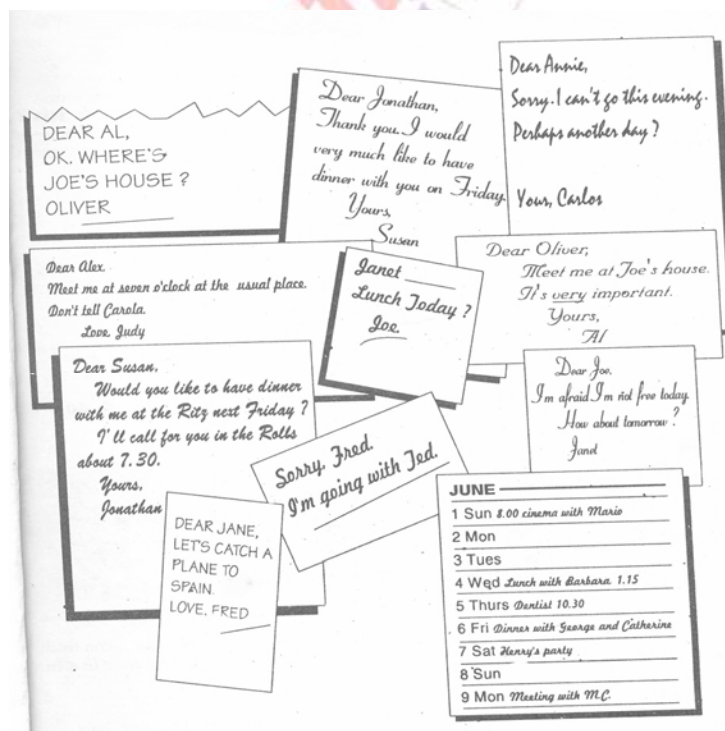 DEAR AL,
OK. WHERE'S
JOE'S HOUSE?
OLIVER
Dear Jonathan,
Thank you. I would
very much like to have
dinner with you on Friday.
Yours,
Susan
Dear Annie,
Sorry. I can't go this evening.
Perhaps another day?
Yours, Carlos
Dear Alex
Meet me at seven o'clock at the usual place.
Don't tell Carola.
Love, Judy
Janet
Lunch Today?
Joe.
Dear Oliver,
Meet me at Joe's house.
It's very important.
Yours,
Al
Dear Susan,
Would you like to have dinner
with me at the Ritz next Friday?
I'll call for you in the Rolls
about 7.30.
Yours,
Jonathan
Dear Joe,
I'm afraid I'm not free today.
How about tomorrow?
Janet
Sorry, Fred.
I'm going with Ted.
DEAR JANE,
LET'S CATCH A
PLANE TO
SPAIN.
LOVE, FRED
JUNE
1 Sun 8.00 cinema with Mario
2 Mon
3 Tues
4 Wed Lunch with Barbara 1.15
5 Thurs Dentist 10.30
6 Fri Dinner with George and Catherine
7 Sat Henry's party
8 Sun
9 Mon Meeting with M.C.